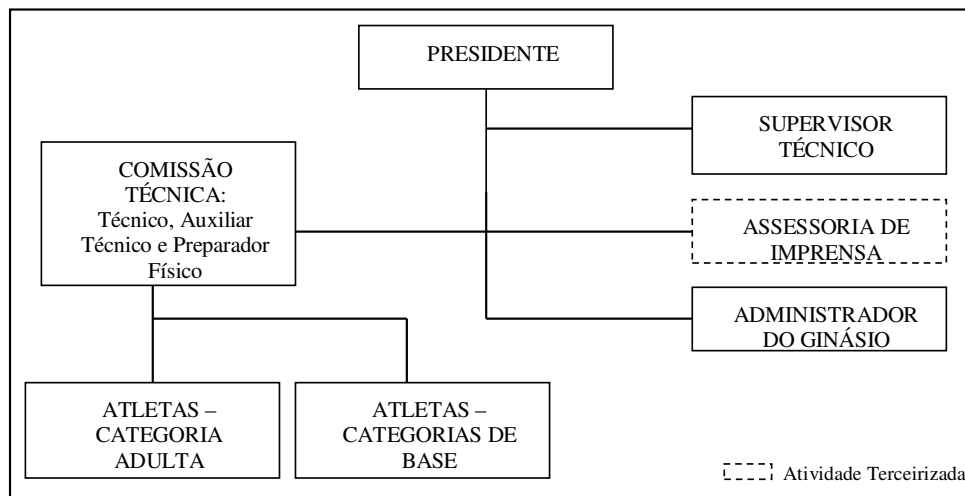 PRESIDENTE
SUPERVISOR
TÉCNICO
COMISSÃO
TÉCNICA:
Técnico, Auxiliar
Técnico e Preparador
Físico
ASSESSORIA DE
IMPRENSA
ADMINISTRADOR
DO GINÁSIO
ATLETAS –
CATEGORIA
ADULTA
ATLETAS –
CATEGORIAS DE
BASE
Atividade Terceirizada